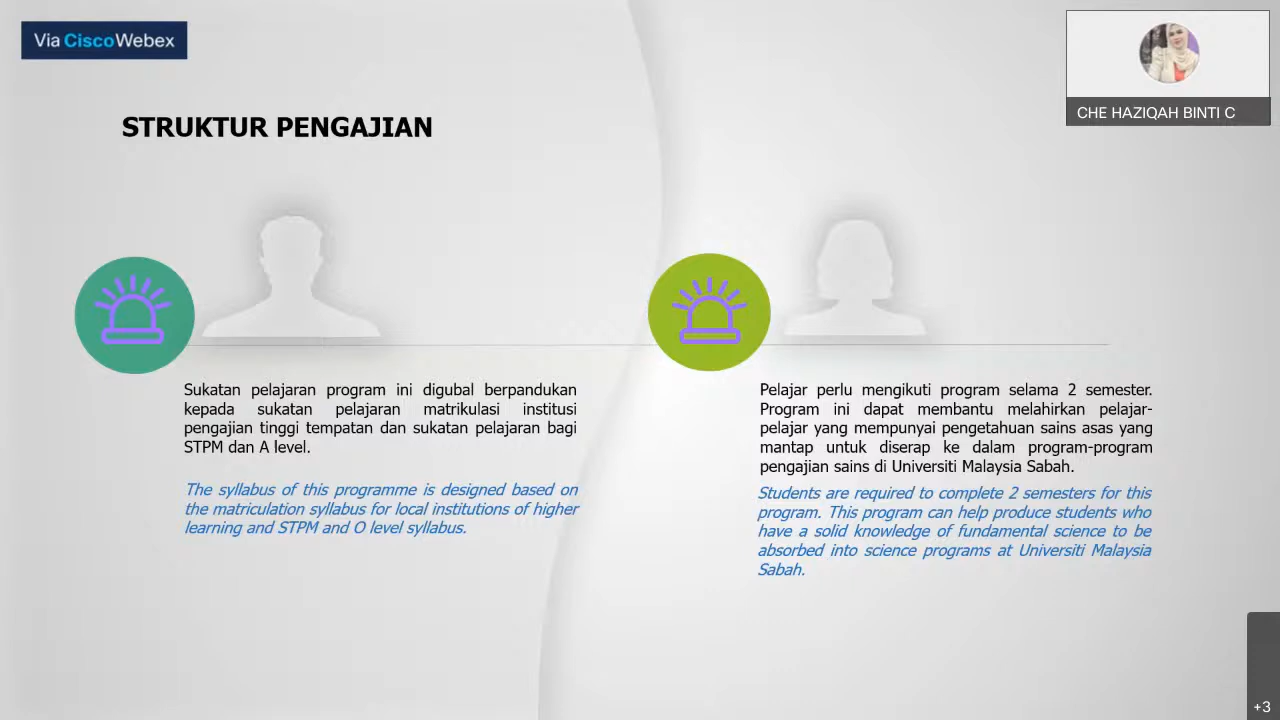 Via CiscoWebex
CHE HAZIQAH BINTI C
STRUKTUR PENGAJIAN
Sukatan pelajaran program ini digubal berpandukan
kepada sukatan pelajaran matrikulasi institusi
pengajian tinggi tempatan dan sukatan pelajaran bagi
STPM dan A level.
The syllabus of this programme is designed based on
the matriculation syllabus for local institutions of higher
learning and STPM and O level syllabus.
Pelajar perlu mengikuti program selama 2 semester.
Program ini dapat membantu melahirkan pelajar-
pelajar yang mempunyai pengetahuan sains asas yang
mantap untuk diserap ke dalam program-program
pengajian sains di Universiti Malaysia Sabah.
Students are required to complete 2 semesters for this
program. This program can help produce students who
have a solid knowledge of fundamental science to be
absorbed into science programs at Universiti Malaysia
Sabah.
+3